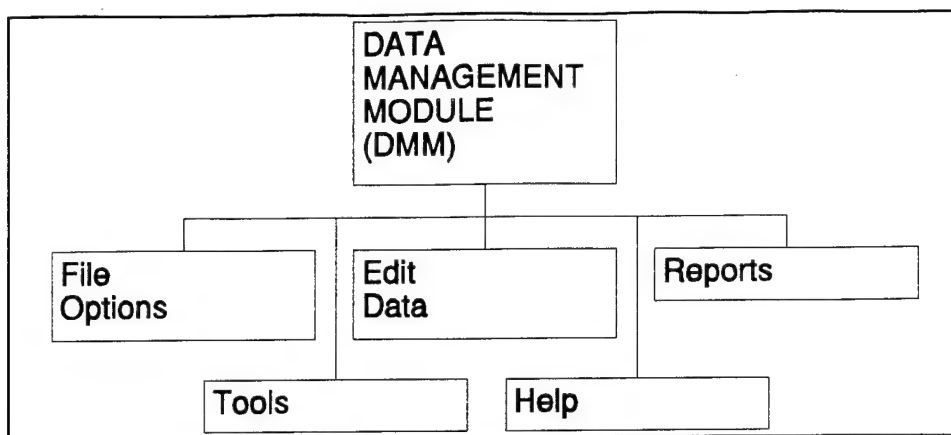 DATA
MANAGEMENT
MODULE
(DMM)
File
Options
Edit
Data
Reports
Tools
Help